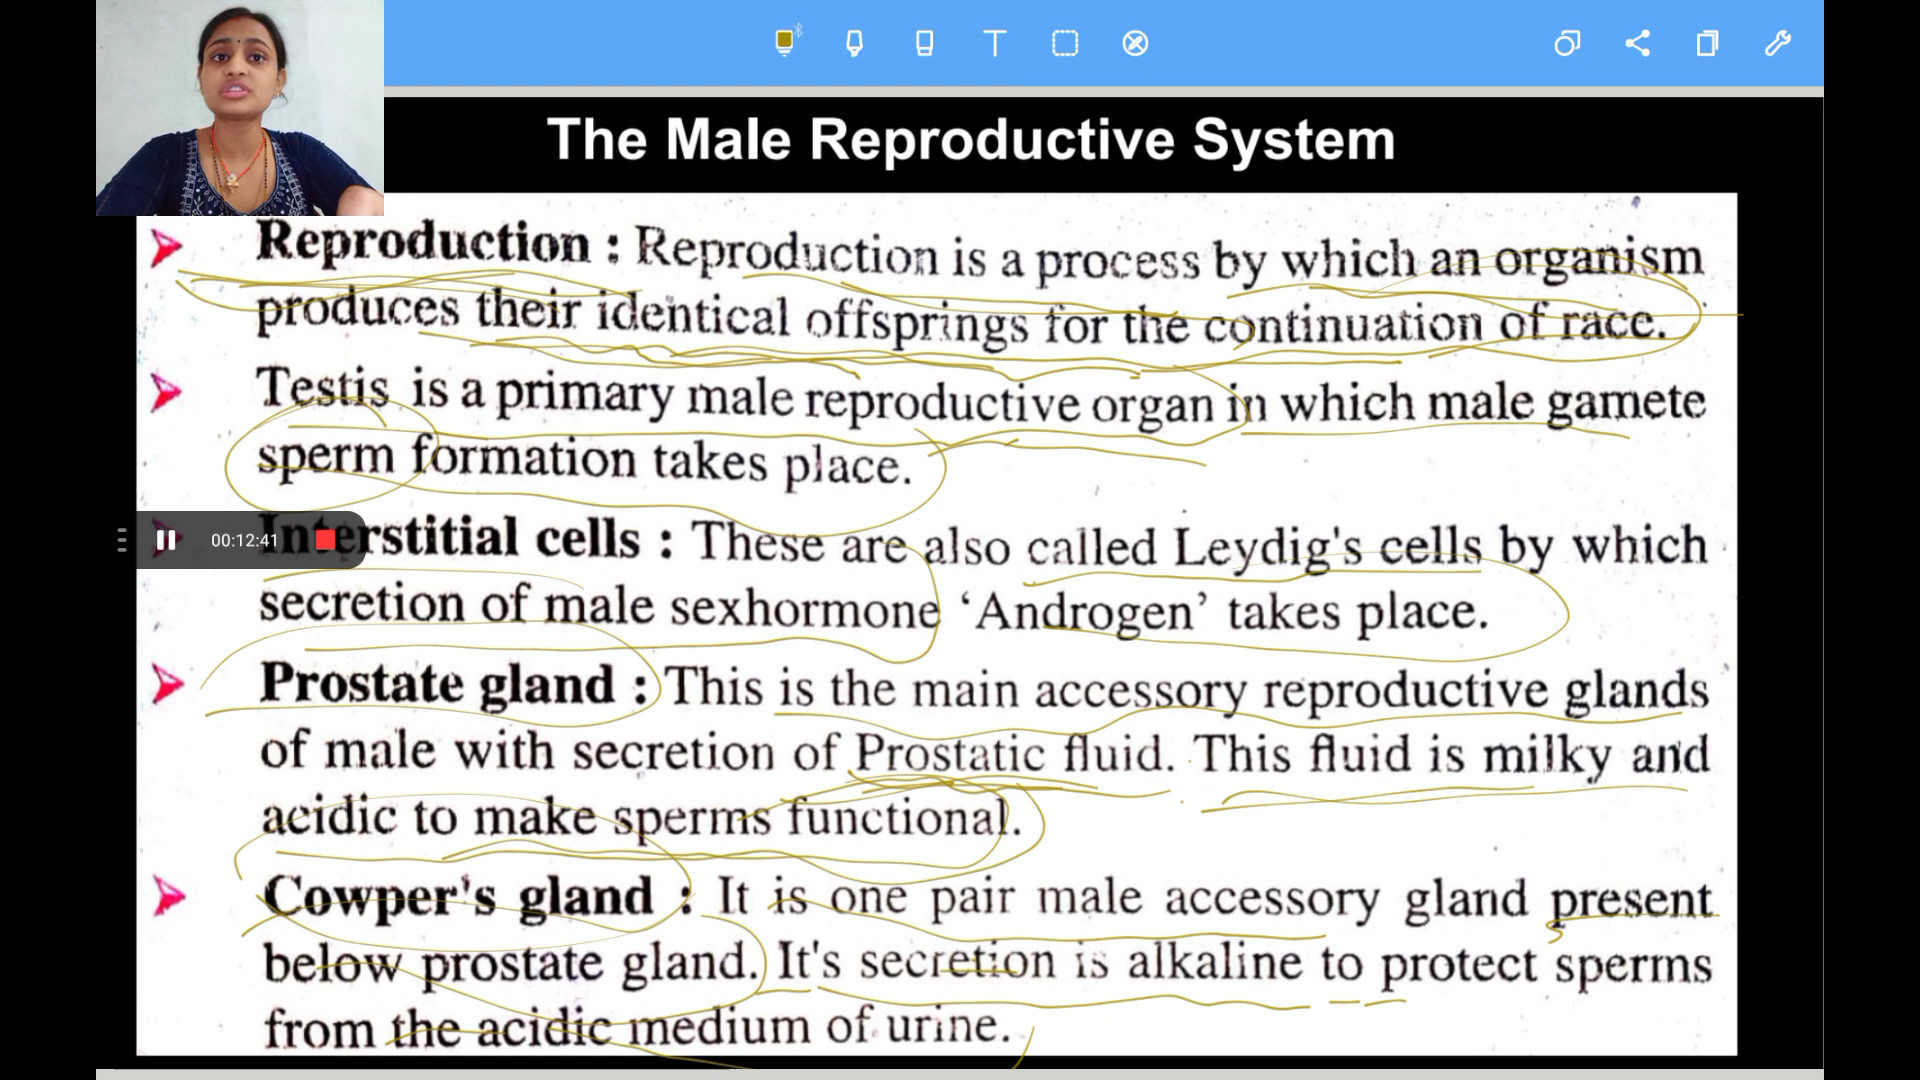 The Male Reproductive System
Reproduction : Reproduction is a process by which an organism
produces their identical offsprings for the continuation of race.
Testis is a primary male reproductive organ in which male gamete
sperm formation takes place.
00:12:41
Interstitial cells : These are also called Leydig's cells by which
secretion of male sexhormone ‘Androgen’ takes place.
Prostate gland : This is the main accessory reproductive glands
of male with secretion of Prostatic fluid. This fluid is milky and
acidic to make sperms functional.
Cowper's gland : It is one pair male accessory gland present
below prostate gland. It's secretion is alkaline to protect sperms
from the acidic medium of urine.